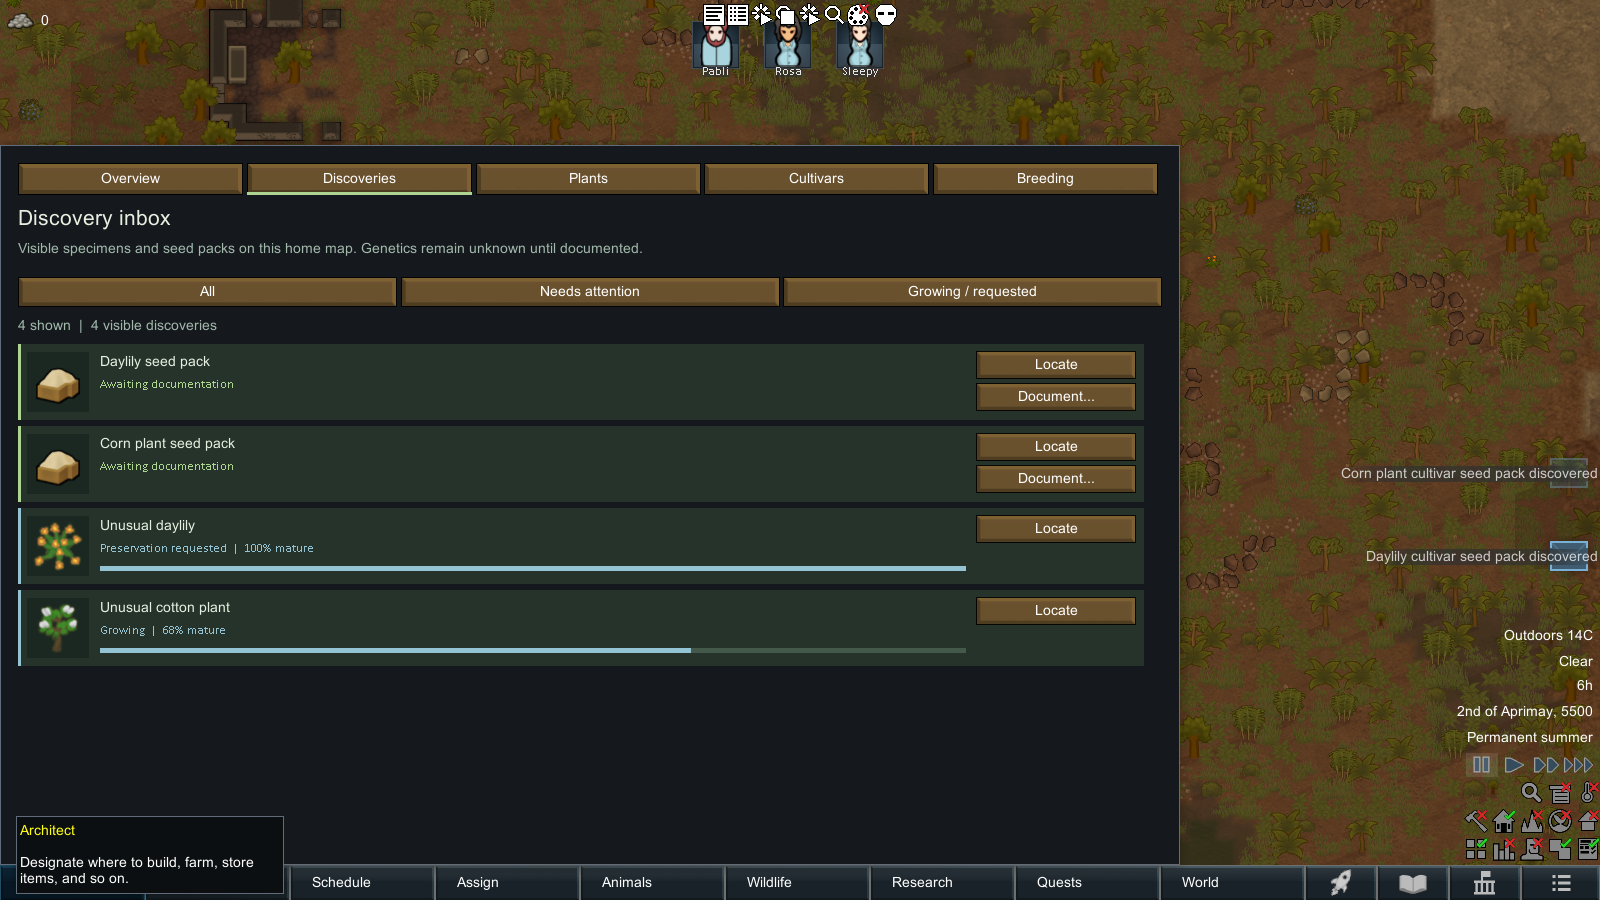 0
Pabli
Rosa
Sleepy
Overview
Discoveries
Plants
Cultivars
Breeding
Discovery inbox
Visible specimens and seed packs on this home map. Genetics remain unknown until documented.
All
Needs attention
Growing / requested
4 shown | 4 visible discoveries
Daylily seed pack
Awaiting documentation
Locate
Document...
Corn plant seed pack
Awaiting documentation
Locate
Document...
Unusual daylily
Preservation requested | 100% mature
Locate
Unusual cotton plant
Growing | 68% mature
Locate
Corn plant cultivar seed pack discovered
Daylily cultivar seed pack discovered
Outdoors 14C
Clear
6h
2nd of Aprimay, 5500
Permanent summer
Architect
Designate where to build, farm, store
items, and so on.
Schedule
Assign
Animals
Wildlife
Research
Quests
World